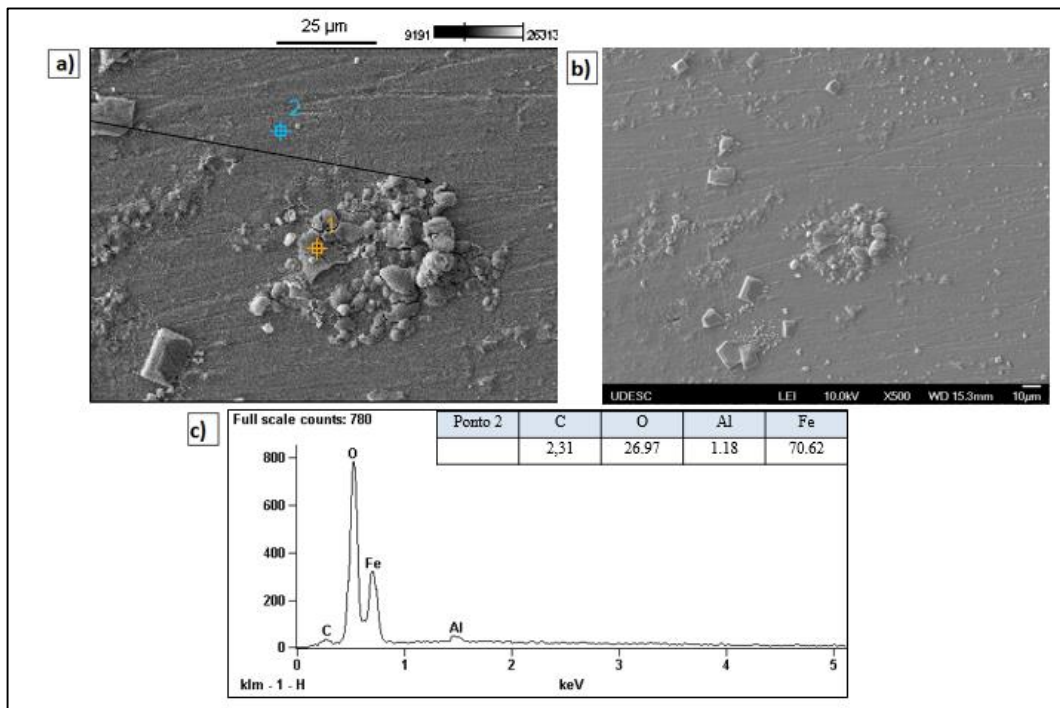 25 µm
9191 26313
a)
2
1
b)
UDESC LEI 10.0kV X500 WD 15.3mm 10µm
c)
Full scale counts: 780
Ponto 2 C O Al Fe
2,31 26.97 1.18 70.62
800
600
400
200
0
O
Fe
C
Al
0 1 2 3 4 5
klm - 1 - H
keV